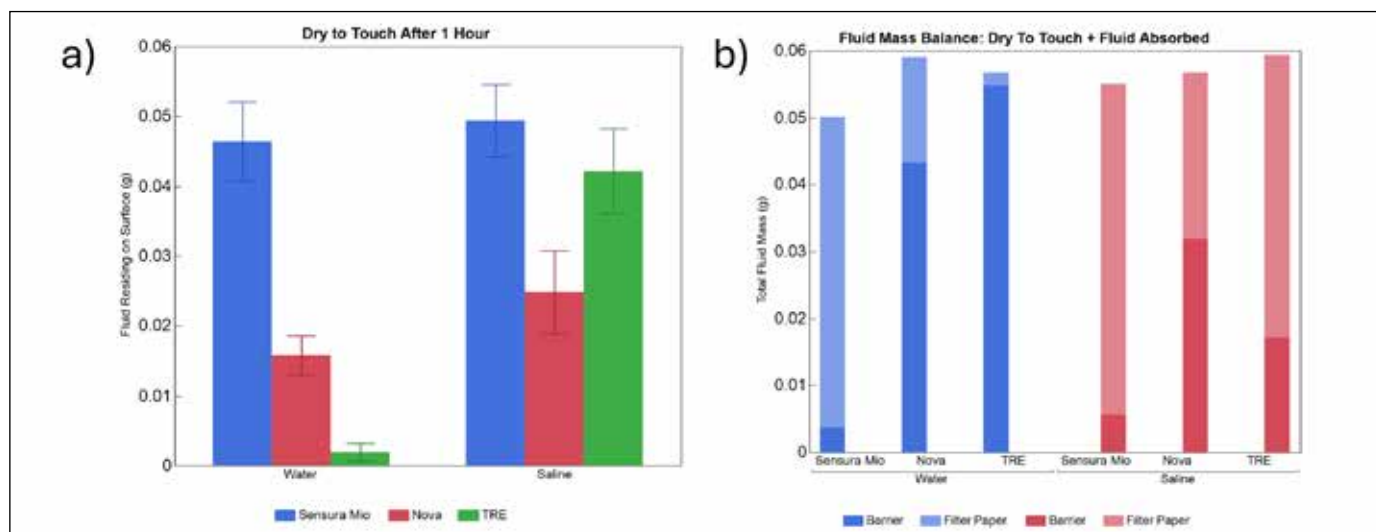 a)
Dry to Touch After 1 Hour
0.06
0.05
0.04
0.03
0.02
0.01
0
Fluid Residing on Surface (g)
Water
Saline
Sensura Mio
Nova
TRE
b)
Fluid Mass Balance: Dry To Touch + Fluid Absorbed
0.06
0.05
0.04
0.03
0.02
0.01
0
Total Fluid Mass (g)
Sensura Mio
Nova
TRE
Sensura Mio
Nova
TRE
Water
Saline
Barrier
Filter Paper
Barrier
Filter Paper